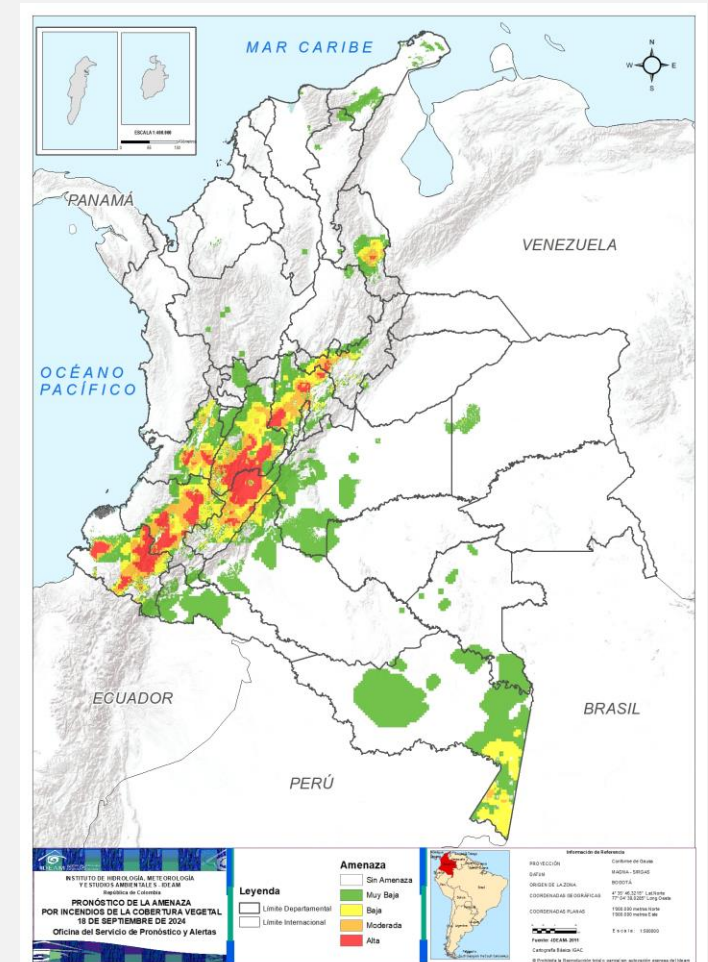 MAR CARIBE
N
W
E
S
ESCALA 1:400.000
PANAMÁ
VENEZUELA
OCÉANO
PACÍFICO
ECUADOR
BRASIL
PERÚ
INSTITUTO DE HIDROLOGÍA, METEOROLOGÍA
Y ESTUDIOS AMBIENTALES - IDEAM
República de Colombia
PRONÓSTICO DE LA AMENAZA
POR INCENDIOS DE LA COBERTURA VEGETAL
18 DE SEPTIEMBRE DE 2024
Oficina del Servicio de Pronóstico y Alertas
Leyenda
Límite Departamental
Límite Internacional
Amenaza
Sin Amenaza
Muy Baja
Baja
Moderada
Alta
Información de Referencia
PROYECCIÓN
Conforme de Gauss
DATUM
MAGNA - SIRGAS
ORIGEN DE LA ZONA
BOGOTÁ
COORDENADAS GEOGRÁFICAS
COORDENADAS PLANAS
Escala
Fuente: IDEAM-2011
Cartografía Básica IGAC